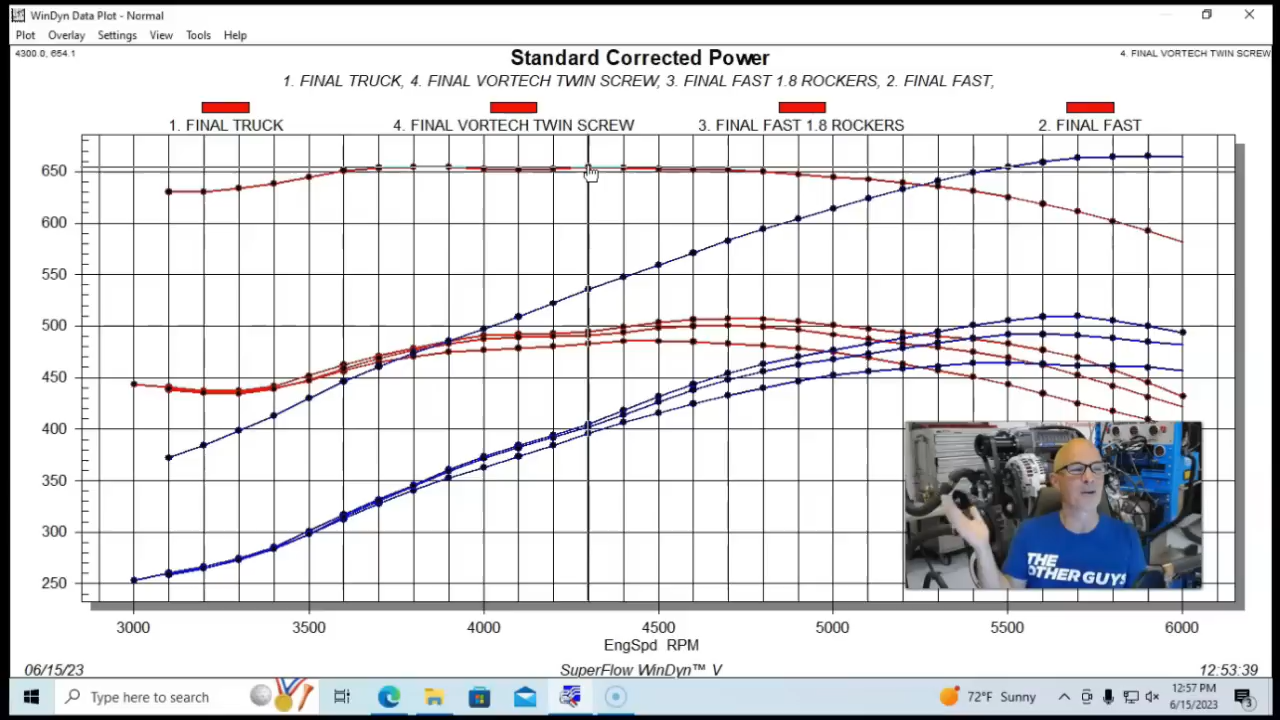 WinDyn Data Plot - Normal
Plot Overlay Settings View Tools Help
4300.0, 654.1
4. FINAL VORTECH TWIN SCREW
Standard Corrected Power
1. FINAL TRUCK, 4. FINAL VORTECH TWIN SCREW, 3. FINAL FAST 1.8 ROCKERS, 2. FINAL FAST,
1. FINAL TRUCK 4. FINAL VORTECH TWIN SCREW 3. FINAL FAST 1.8 ROCKERS 2. FINAL FAST
650
600
550
500
450
400
350
300
250
THE
OTHER GUYS
3000 3500 4000 4500 5000 5500 6000
EngSpd RPM
06/15/23 SuperFlow WinDyn™ V 12:53:39
Type here to search
72°F Sunny
12:57 PM
6/15/2023
3